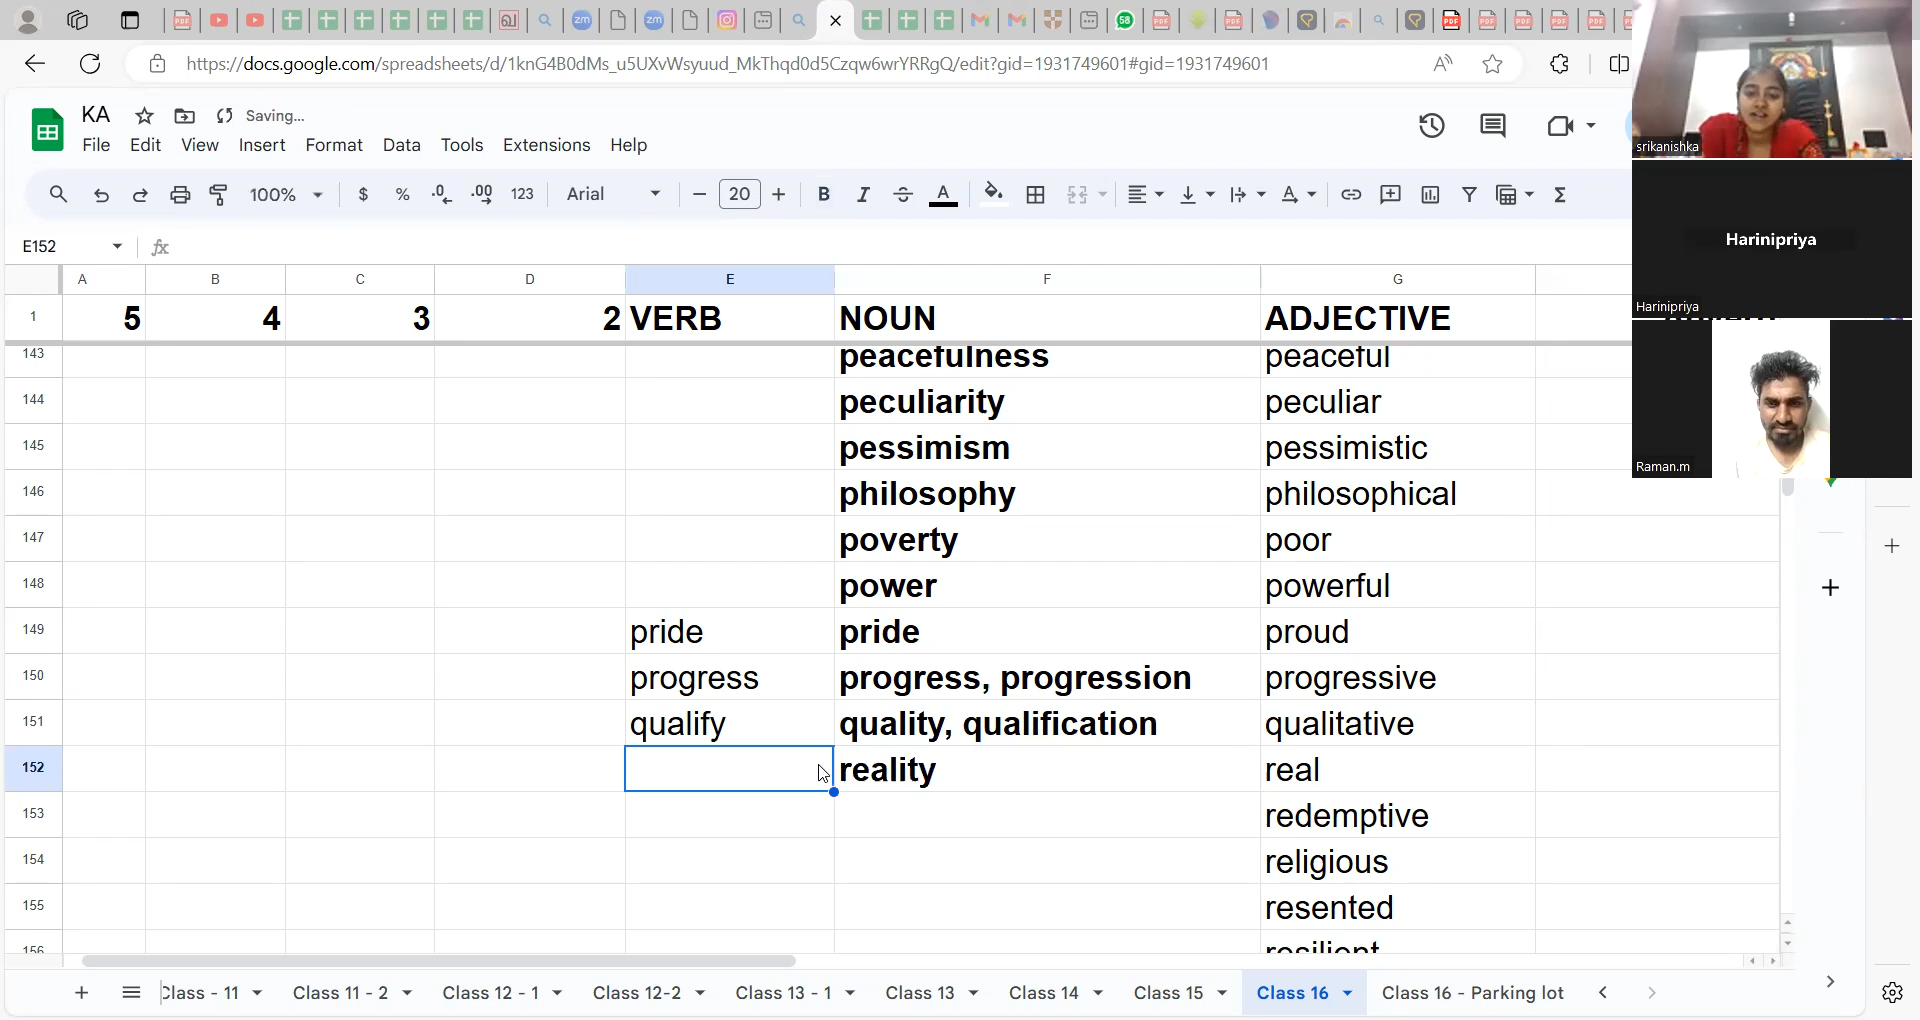 58
https://docs.google.com/spreadsheets/d/1knG4B0dMs_u5UXvWsyuud_MkThqd0d5Czqw6wrYRRgQ/edit?gid=1931749601#gid=1931749601
KA Saving...
File Edit View Insert Format Data Tools Extensions Help
100% $ % .0 .00 123 Arial 20 B I S A Σ
E152 fx
A B C D E F G
1 5 4 3 2 VERB NOUN ADJECTIVE
143 peacefulness peaceful
144 peculiarity peculiar
145 pessimism pessimistic
146 philosophy philosophical
147 poverty poor
148 power powerful
149 pride pride proud
150 progress progress, progression progressive
151 qualify quality, qualification qualitative
152 reality real
153 redemptive
154 religious
155 resented
156 resilient
Class - 11 Class 11 - 2 Class 12 - 1 Class 12-2 Class 13 - 1 Class 13 Class 14 Class 15 Class 16 Class 16 - Parking lot
srikanishka
Harinipriya
Harinipriya
Raman.m